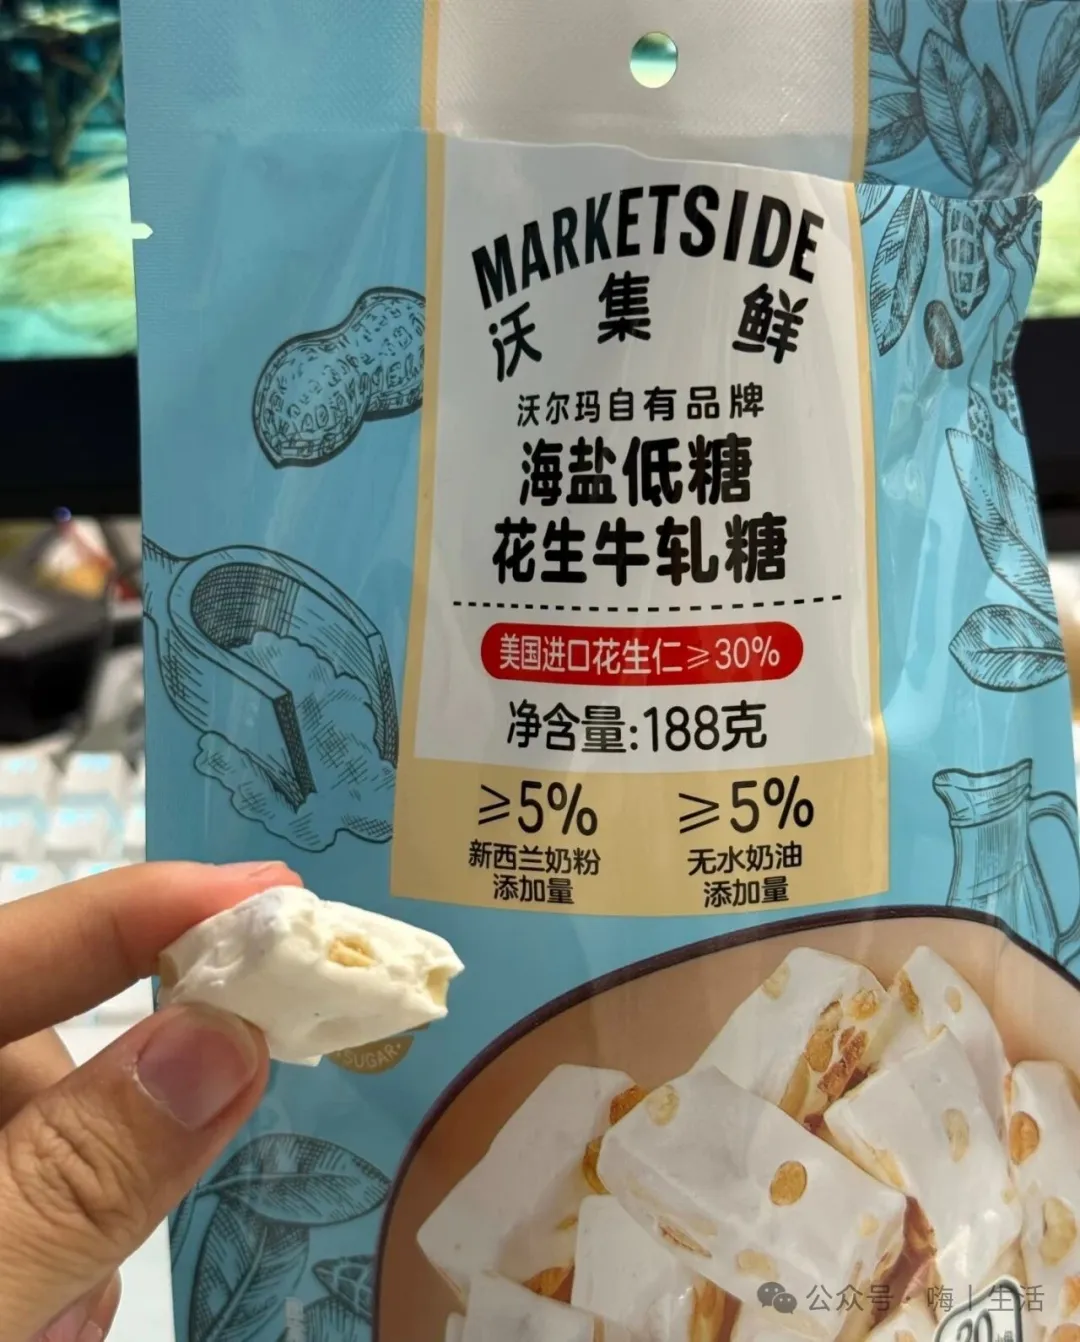 MARKETSIDE
沃集鲜
沃尔玛自有品牌
海盐低糖
花生牛轧糖
美国进口花生仁≥30%
净含量:188克
≥5% ≥5%
新西兰奶粉 无水奶油
添加量 添加量
SUGAR
公众号·嗨丨生活